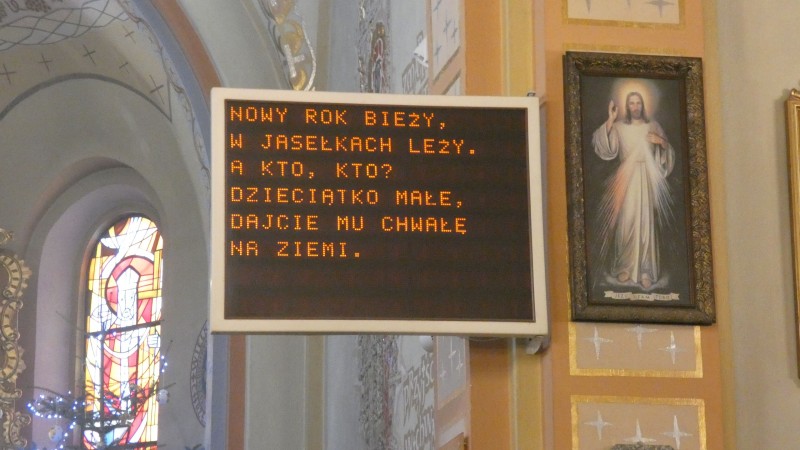 NOWY ROK BIEŻY,
W JASEŁKACH LEŻY.
A KTO, KTO?
DZIECIĄTKO MAŁE,
DAJCIE MU CHWAŁĘ
NA ZIEMI.